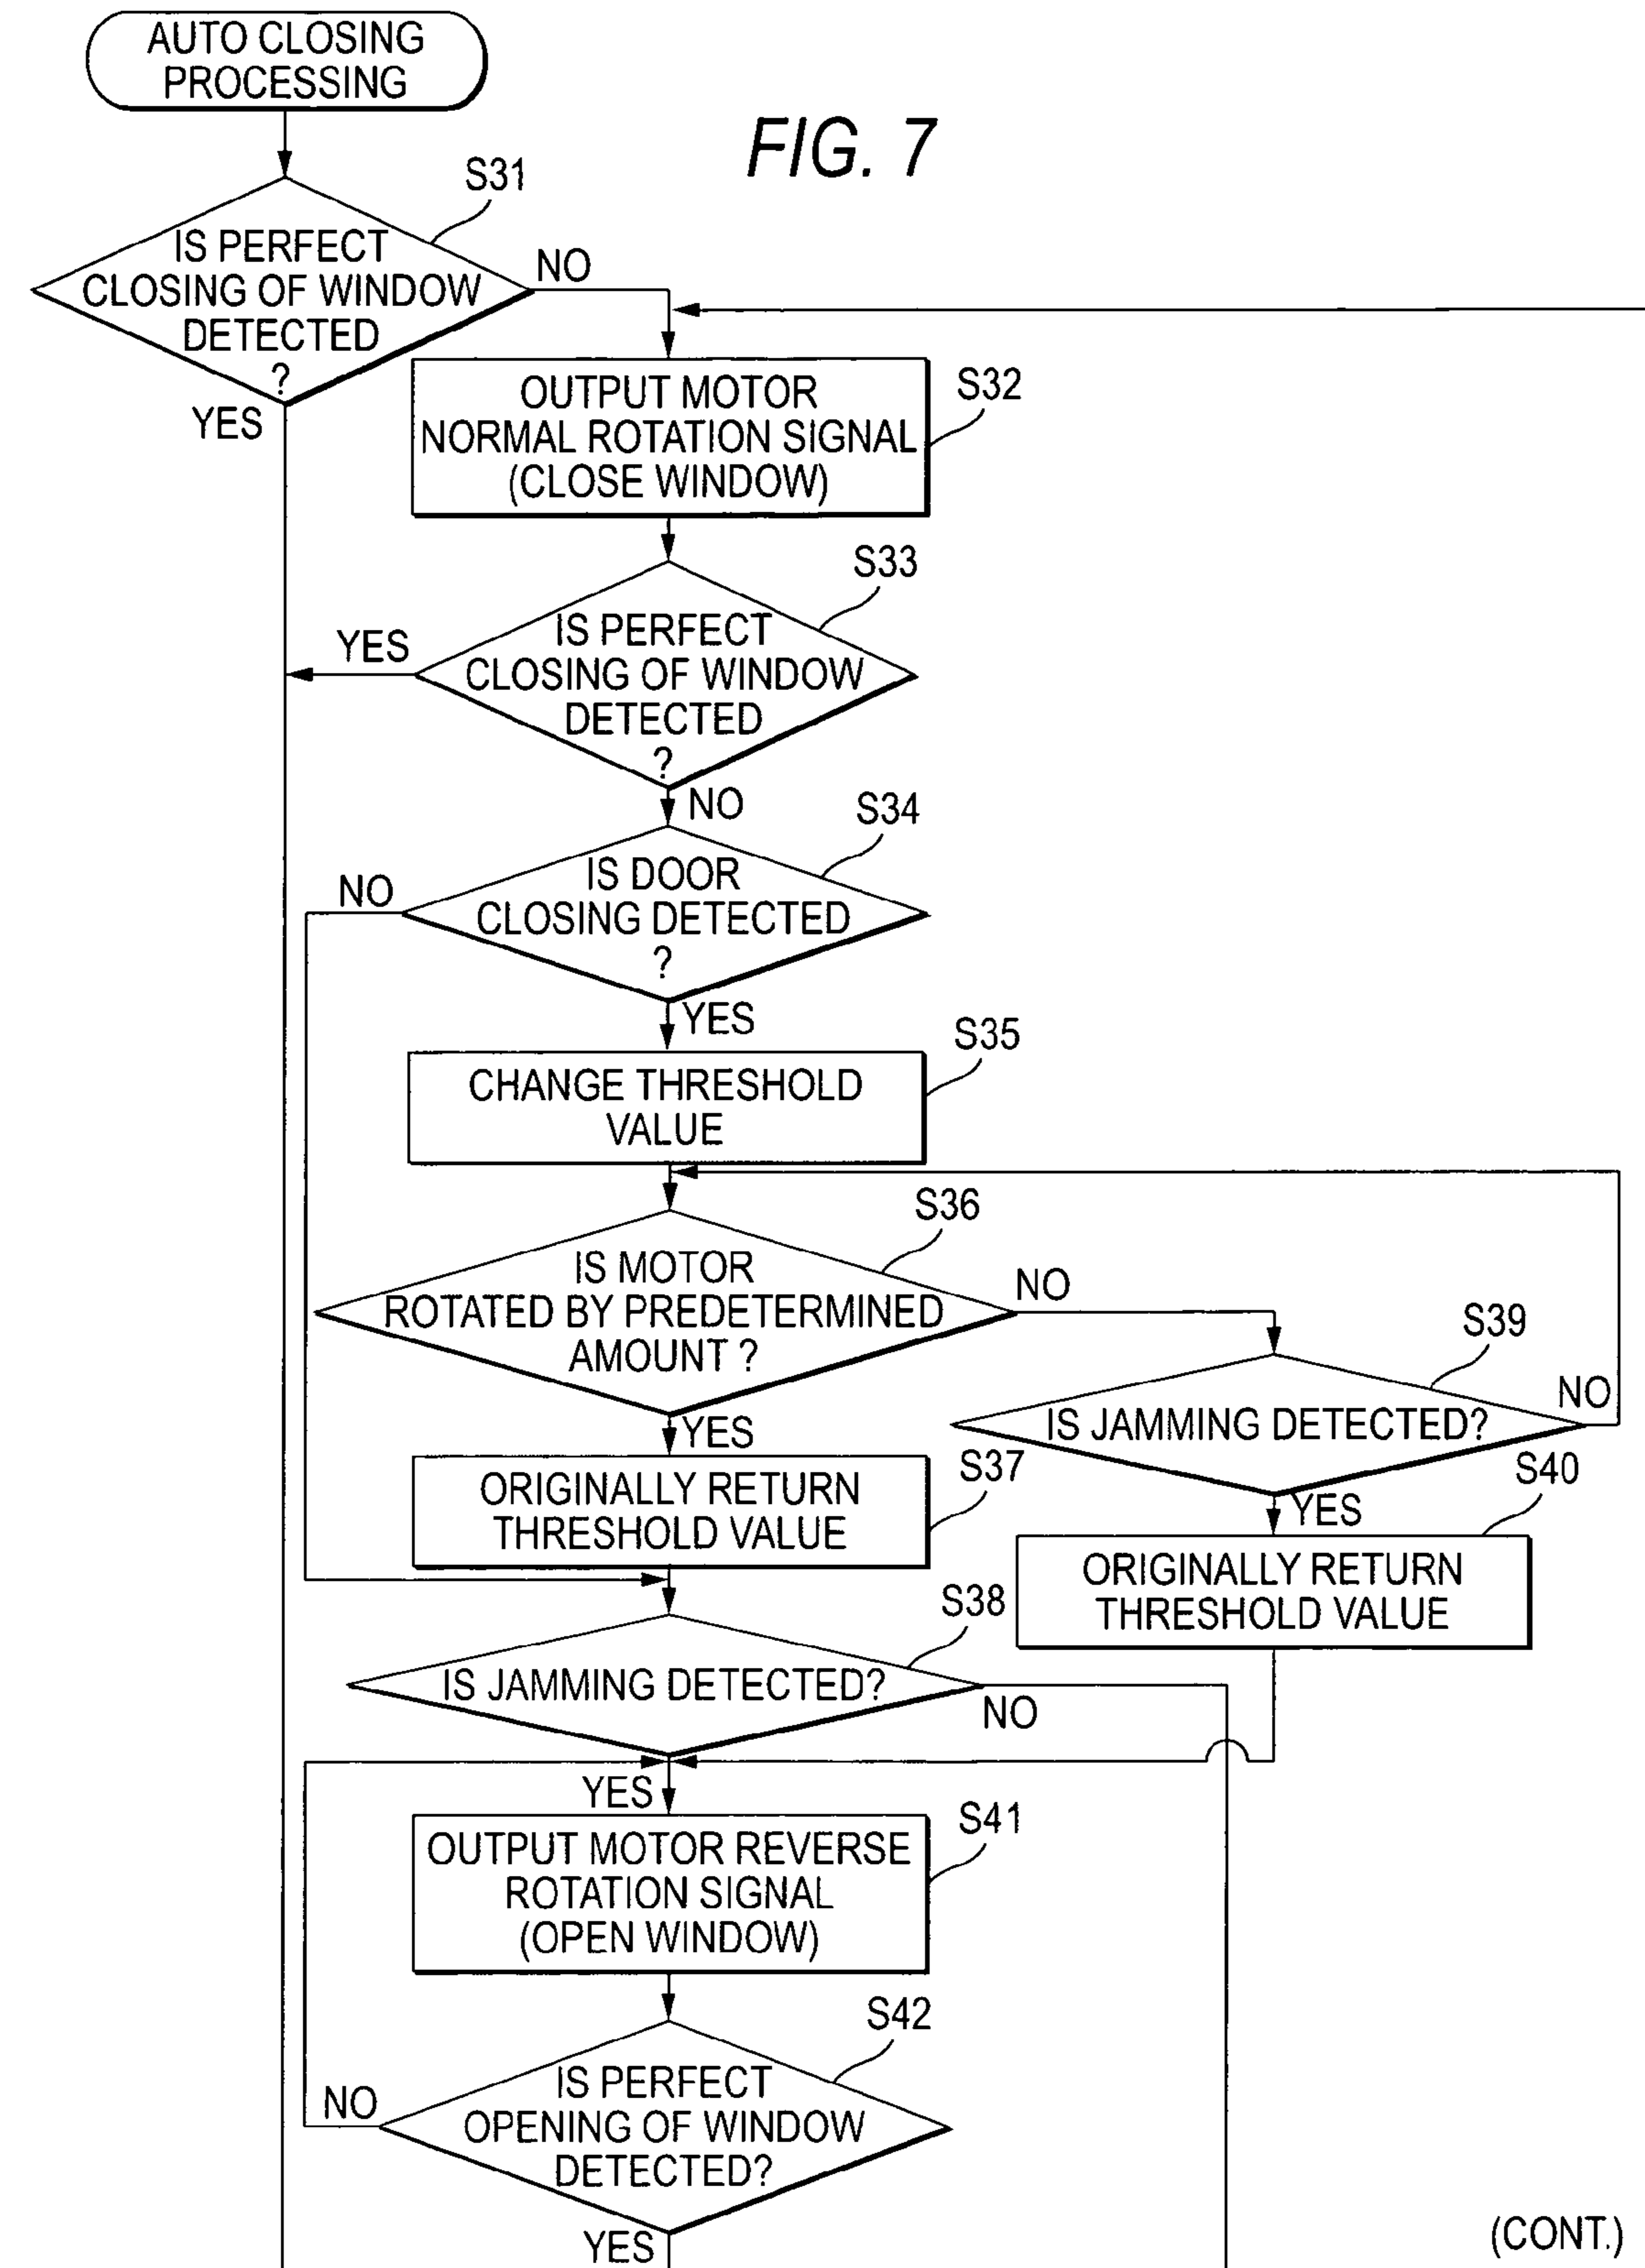 AUTO CLOSING
PROCESSING
FIG. 7
S31
IS PERFECT
CLOSING OF WINDOW
DETECTED
?
NO
YES
OUTPUT MOTOR
NORMAL ROTATION SIGNAL
(CLOSE WINDOW)
S32
S33
IS PERFECT
CLOSING OF WINDOW
DETECTED
?
YES
NO
S34
IS DOOR
CLOSING DETECTED
?
NO
YES
S35
CHANGE THRESHOLD
VALUE
S36
IS MOTOR
ROTATED BY PREDETERMINED
AMOUNT ?
NO
YES
S39
IS JAMMING DETECTED?
NO
YES
S37
ORIGINALLY RETURN
THRESHOLD VALUE
S40
ORIGINALLY RETURN
THRESHOLD VALUE
S38
IS JAMMING DETECTED?
NO
YES
S41
OUTPUT MOTOR REVERSE
ROTATION SIGNAL
(OPEN WINDOW)
S42
IS PERFECT
OPENING OF WINDOW
DETECTED?
NO
YES
(CONT.)